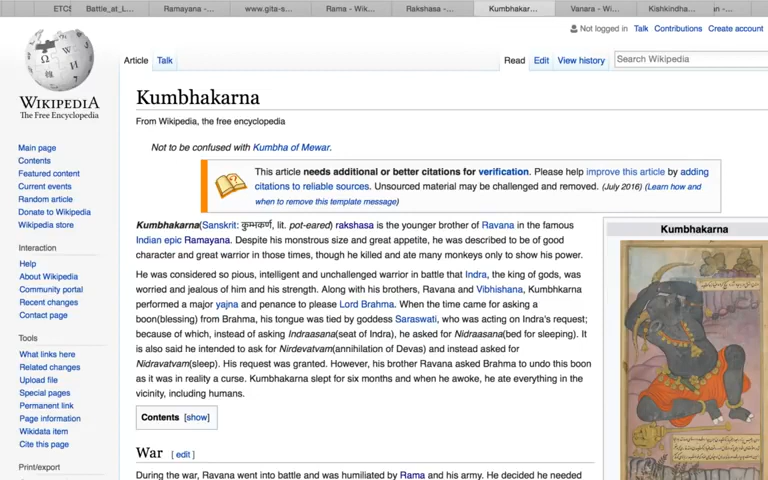 ETCS
Battle_at_L...
Ramayana -...
www.gita-s...
Rama - Wik...
Rakshasa -...
Kumbhakar...
Vanara - Wi...
Kishkindha...
in -...
Not logged in Talk Contributions Create account
Article Talk
Read Edit View history
Search Wikipedia
WIKIPEDIA
The Free Encyclopedia
Main page
Contents
Featured content
Current events
Random article
Donate to Wikipedia
Wikipedia store
Interaction
Help
About Wikipedia
Community portal
Recent changes
Contact page
Tools
What links here
Related changes
Upload file
Special pages
Permanent link
Page information
Wikidata item
Cite this page
Print/export
Kumbhakarna
From Wikipedia, the free encyclopedia
Not to be confused with Kumbha of Mewar.
This article needs additional or better citations for verification. Please help improve this article by adding
citations to reliable sources. Unsourced material may be challenged and removed. (July 2016) (Learn how and
when to remove this template message)
Kumbhakarna(Sanskrit: कुम्भकर्ण, lit. pot-eared) rakshasa is the younger brother of Ravana in the famous
Indian epic Ramayana. Despite his monstrous size and great appetite, he was described to be of good
character and great warrior in those times, though he killed and ate many monkeys only to show his power.
He was considered so pious, intelligent and unchallenged warrior in battle that Indra, the king of gods, was
worried and jealous of him and his strength. Along with his brothers, Ravana and Vibhishana, Kumbhkarna
performed a major yajna and penance to please Lord Brahma. When the time came for asking a
boon(blessing) from Brahma, his tongue was tied by goddess Saraswati, who was acting on Indra's request;
because of which, instead of asking Indraasana(seat of Indra), he asked for Nidraasana(bed for sleeping). It
is also said he intended to ask for Nirdevatvam(annihilation of Devas) and instead asked for
Nidravatvam(sleep). His request was granted. However, his brother Ravana asked Brahma to undo this boon
as it was in reality a curse. Kumbhakarna slept for six months and when he awoke, he ate everything in the
vicinity, including humans.
Contents [show]
War [ edit ]
During the war, Ravana went into battle and was humiliated by Rama and his army. He decided he needed
Kumbhakarna